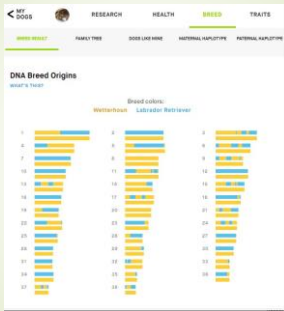 < MY DOGS RESEARCH HEALTH BREED TRAITS
BREED RESULT FAMILY TREE DOGS LIKE MINE MATERNAL HAPLOTYPE PATERNAL HAPLOTYPE
DNA Breed Origins
WHAT'S THIS?
Breed colors:
Wetterhoun Labrador Retriever
1 2 3
4 5 6
7 8 9
10 11 12
13 14 15
16 17 18
19 20 21
22 23 24
25 26 27
28 29 30
31 32 33
34 35 36
37 38